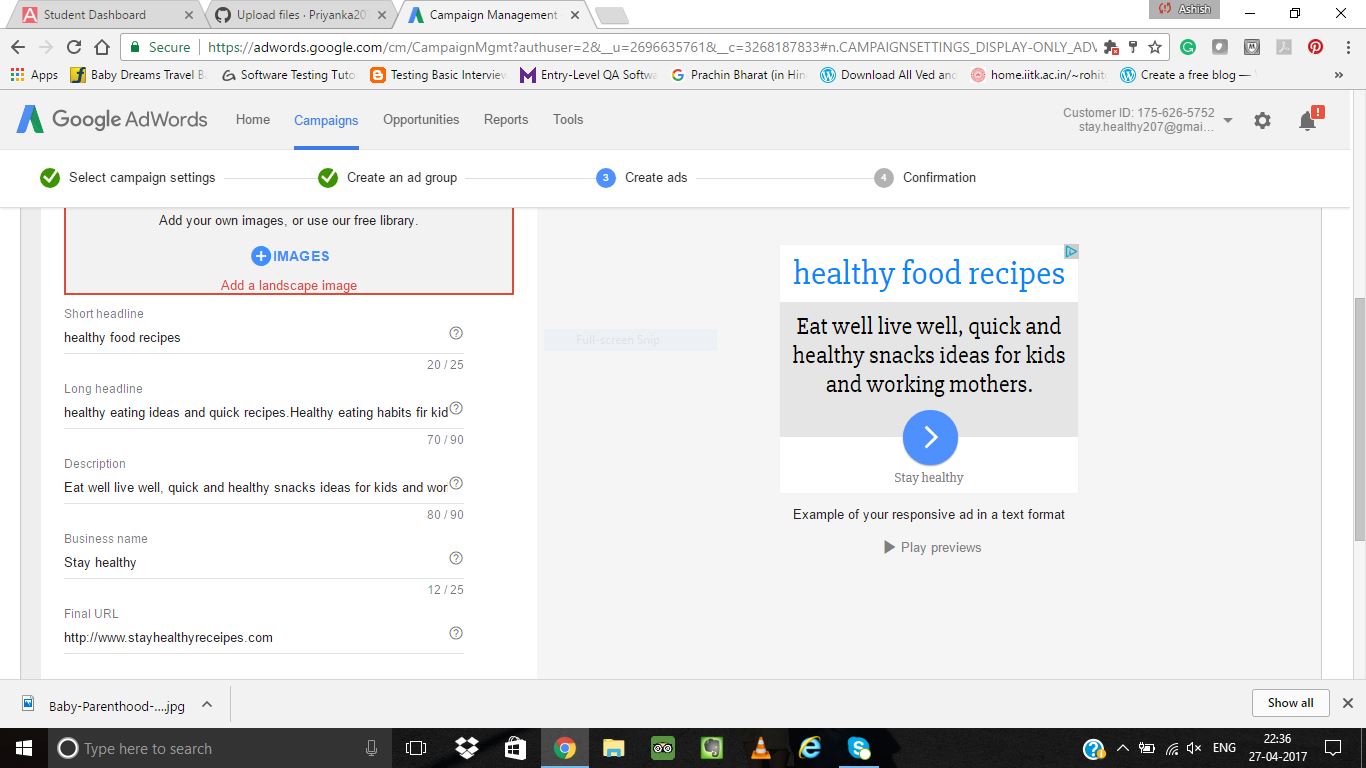 Student Dashboard
Upload files · Priyanka20
Campaign Management
Ashish
Secure
https://adwords.google.com/cm/CampaignMgmt?authuser=2&__u=2696635761&__c=3268187833#n.CAMPAIGNSETTINGS_DISPLAY-ONLY_ADV
Apps
Baby Dreams Travel B
Software Testing Tuto
Testing Basic Interview
Entry-Level QA Softwa
Prachin Bharat (in Hin
Download All Ved and
home.iitk.ac.in/~rohit
Create a free blog —
Google AdWords
Home
Campaigns
Opportunities
Reports
Tools
Customer ID: 175-626-5752
stay.healthy207@gmai...
!
Select campaign settings
Create an ad group
3 Create ads
4 Confirmation
Add your own images, or use our free library.
IMAGES
Add a landscape image
Short headline
healthy food recipes
20 / 25
Long headline
healthy eating ideas and quick recipes.Healthy eating habits fir kid
70 / 90
Description
Eat well live well, quick and healthy snacks ideas for kids and wor
80 / 90
Business name
Stay healthy
12 / 25
Final URL
http://www.stayhealthyreceipes.com
Full-screen Snip
healthy food recipes
Eat well live well, quick and
healthy snacks ideas for kids
and working mothers.
Stay healthy
Example of your responsive ad in a text format
Play previews
Baby-Parenthood-....jpg
Show all
Type here to search
ENG
22:36
27-04-2017